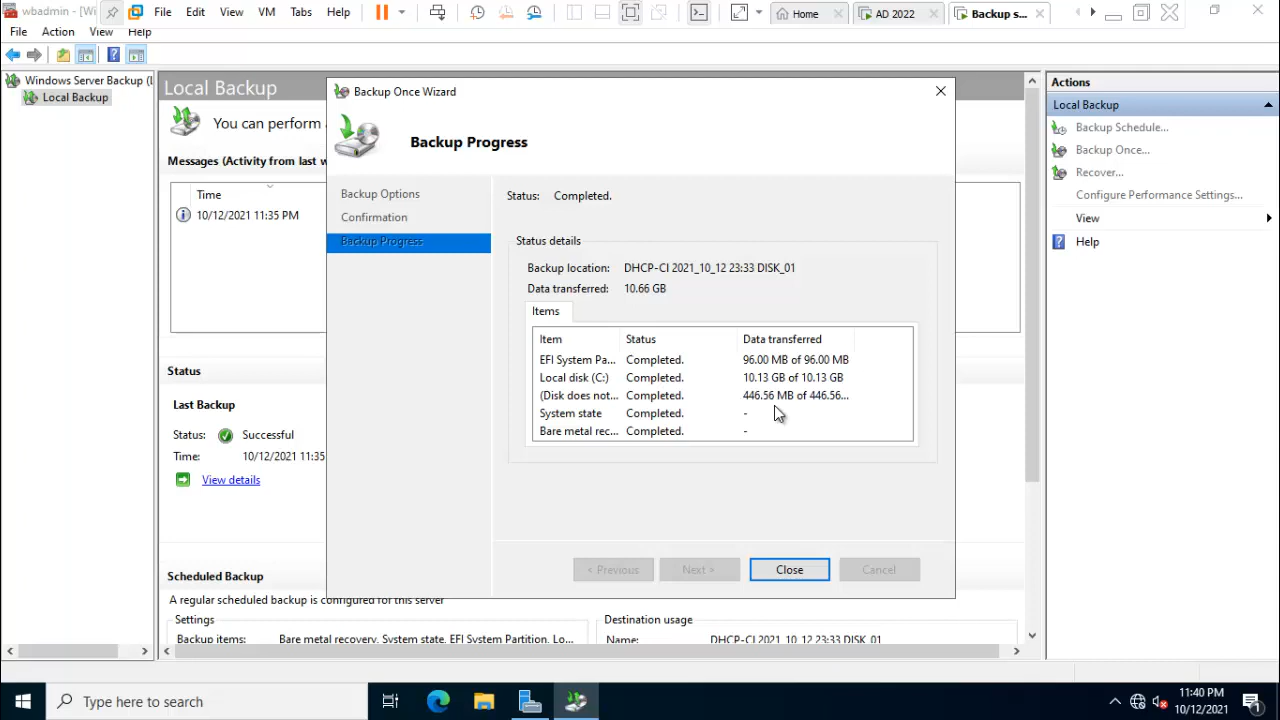 wbadmin - [Wi
File Edit View VM Tabs Help
Home
AD 2022
Backup s...
File Action View Help
Windows Server Backup (L
Local Backup
Local Backup
You can perform a
Messages (Activity from last w
Time
10/12/2021 11:35 PM
Status
Last Backup
Status: Successful
Time: 10/12/2021 11:35
View details
Scheduled Backup
A regular scheduled backup is configured for this server
Settings
Backup items: Bare metal recovery, System state, EFI System Partition, Lo...
Destination usage
Name: DHCP-CI 2021_10_12 23:33 DISK_01
Backup Once Wizard
Backup Progress
Backup Options
Confirmation
Backup Progress
Status: Completed.
Status details
Backup location: DHCP-CI 2021_10_12 23:33 DISK_01
Data transferred: 10.66 GB
Items
Item Status Data transferred
EFI System Pa... Completed. 96.00 MB of 96.00 MB
Local disk (C:) Completed. 10.13 GB of 10.13 GB
(Disk does not... Completed. 446.56 MB of 446.56...
System state Completed. -
Bare metal rec... Completed. -
< Previous Next > Close Cancel
Actions
Local Backup
Backup Schedule...
Backup Once...
Recover...
Configure Performance Settings...
View
Help
Type here to search
11:40 PM
10/12/2021
1